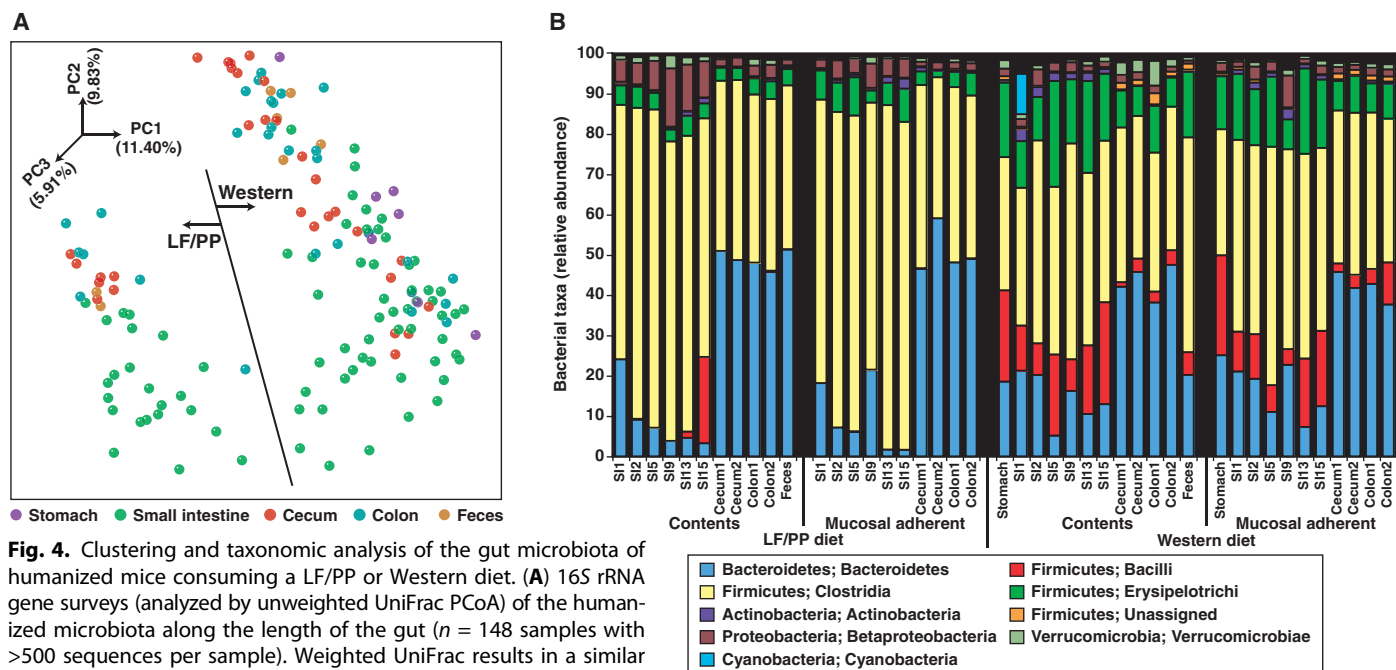 A
PC2
(9.83%)
PC1
(11.40%)
PC3
(5.91%)
Western
LF/PP
Stomach Small intestine Cecum Colon Feces
Fig. 4. Clustering and taxonomic analysis of the gut microbiota of
humanized mice consuming a LF/PP or Western diet. (A) 16S rRNA
gene surveys (analyzed by unweighted UniFrac PCoA) of the human-
ized microbiota along the length of the gut (n = 148 samples with
>500 sequences per sample). Weighted UniFrac results in a similar
B
Bacterial taxa (relative abundance)
100
90
80
70
60
50
40
30
20
10
0
SI1 SI2 SI5 SI9 SI13 SI15 Cecum1 Cecum2 Colon1 Colon2 Feces
SI1 SI2 SI5 SI9 SI13 SI15 Cecum1 Cecum2 Colon1 Colon2
Stomach SI1 SI2 SI5 SI9 SI13 SI15 Cecum1 Cecum2 Colon1 Colon2 Feces
Stomach SI1 SI2 SI5 SI9 SI13 SI15 Cecum1 Cecum2 Colon1 Colon2
Contents Mucosal adherent Contents Mucosal adherent
LF/PP diet Western diet
Bacteroidetes; Bacteroidetes
Firmicutes; Clostridia
Actinobacteria; Actinobacteria
Proteobacteria; Betaproteobacteria
Cyanobacteria; Cyanobacteria
Firmicutes; Bacilli
Firmicutes; Erysipelotrichi
Firmicutes; Unassigned
Verrucomicrobia; Verrucomicrobiae